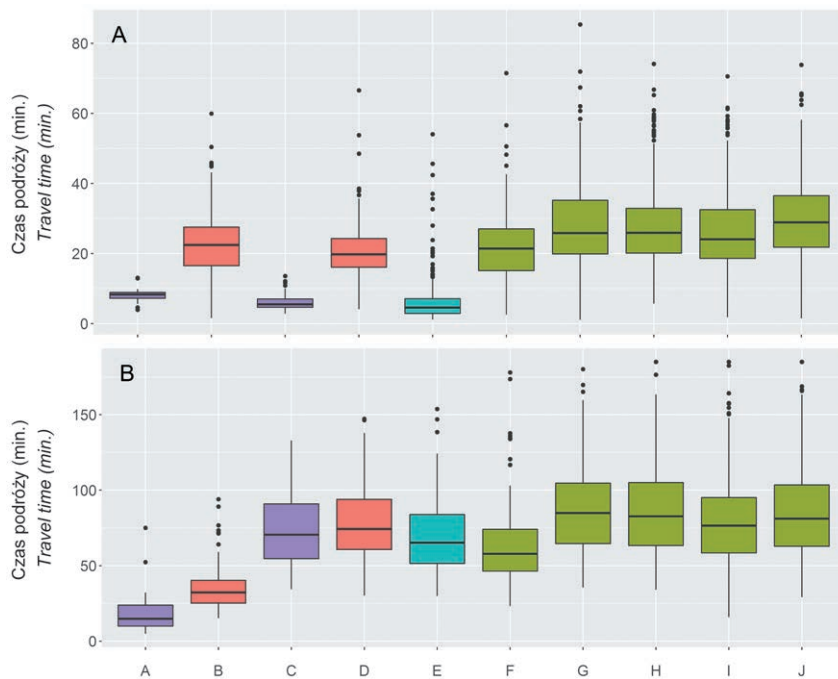 A
Czas podróży (min.)
Travel time (min.)
80
60
40
20
0
B
Czas podróży (min.)
Travel time (min.)
150
100
50
0
A B C D E F G H I J